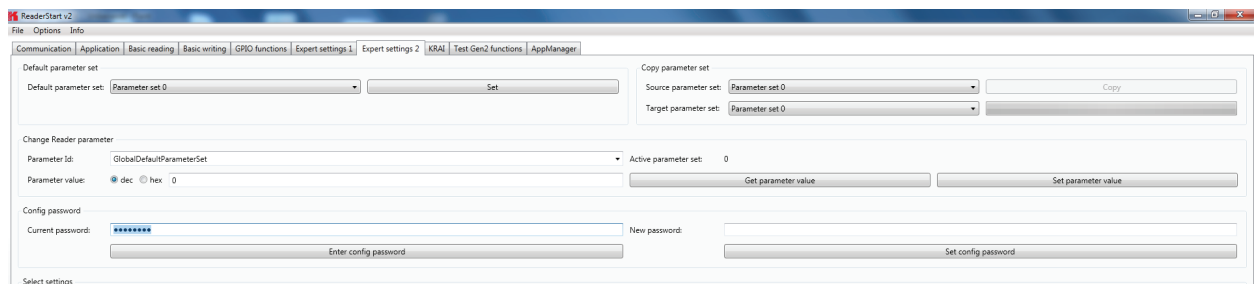 ReaderStart v2
File Options Info
Communication Application Basic reading Basic writing GPIO functions Expert settings 1 Expert settings 2 KRAI Test Gen2 functions AppManager
Default parameter set
Default parameter set: Parameter set 0 Set
Copy parameter set
Source parameter set: Parameter set 0 Copy
Target parameter set: Parameter set 0
Change Reader parameter
Parameter Id: GlobalDefaultParameterSet Active parameter set: 0
Parameter value: dec hex 0 Get parameter value Set parameter value
Config password
Current password: •••••••• New password:
Enter config password Set config password
Select settings